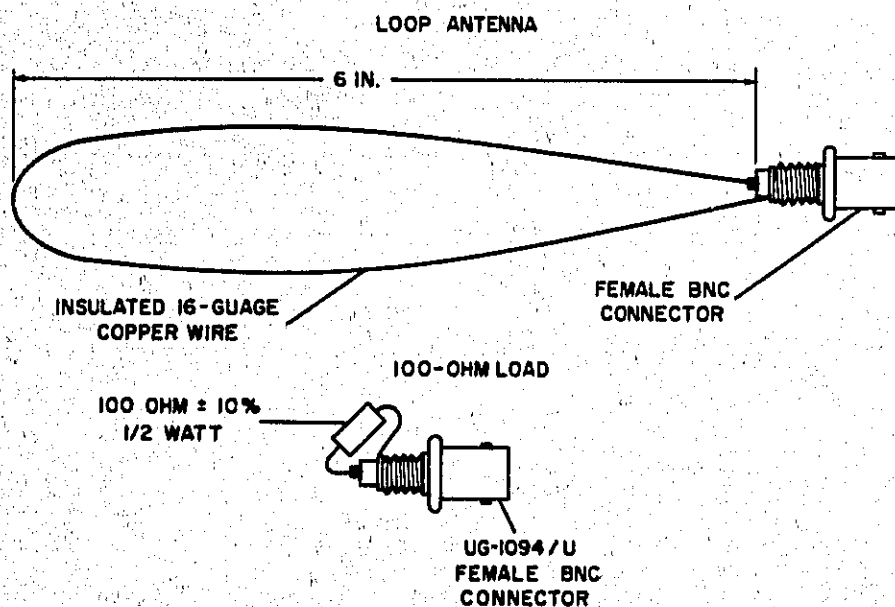 LOOP ANTENNA
6 IN.
INSULATED 16-GUAGE
COPPER WIRE
FEMALE BNC
CONNECTOR
100-OHM LOAD
100 OHM ± 10%
1/2 WATT
UG-1094/U
FEMALE BNC
CONNECTOR